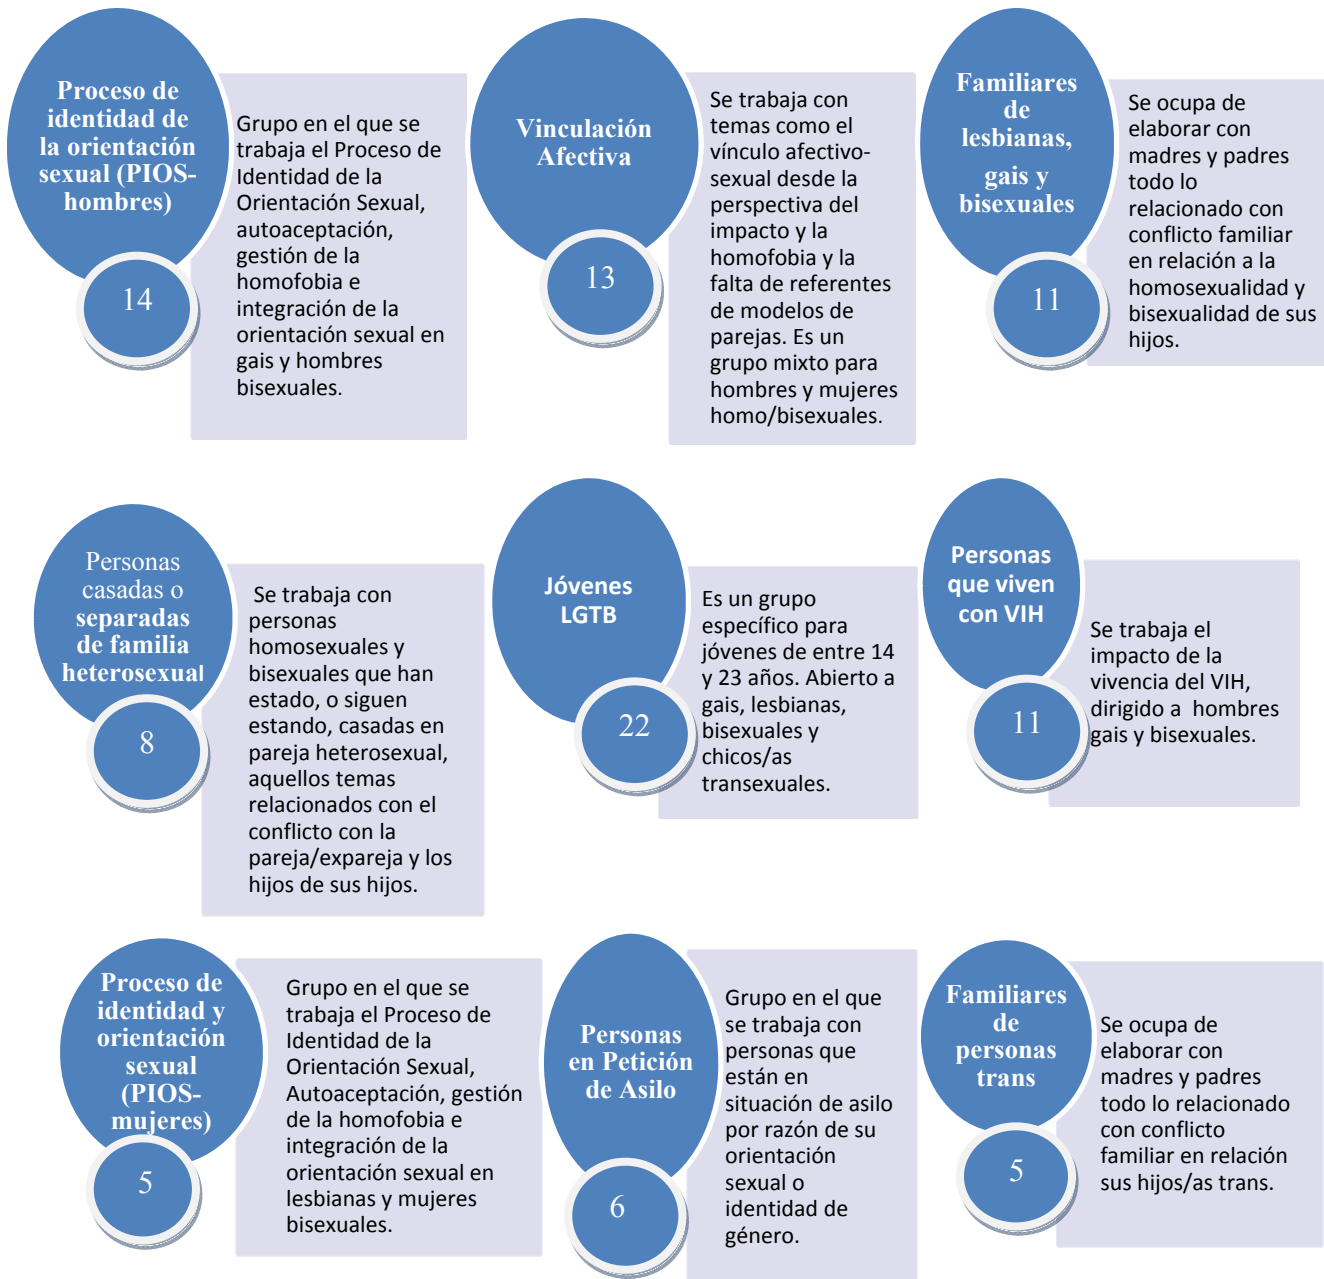 Proceso de
identidad de
la orientación
sexual (PIOS-
hombres)
14
Grupo en el que se
trabaja el Proceso de
Identidad de la
Orientación Sexual,
autoaceptación,
gestión de la
homofobia e
integración de la
orientación sexual en
gais y hombres
bisexuales.
Vinculación
Afectiva
13
Se trabaja con
temas como el
vínculo afectivo-
sexual desde la
perspectiva del
impacto y la
homofobia y la
falta de referentes
de modelos de
parejas. Es un
grupo mixto para
hombres y mujeres
homo/bisexuales.
Familiares
de
lesbianas,
gais y
bisexuales
11
Se ocupa de
elaborar con
madres y padres
todo lo
relacionado con
conflicto familiar
en relación a la
homosexualidad y
bisexualidad de sus
hijos.
Personas
casadas o
separadas
de familia
heterosexual
8
Se trabaja con
personas
homosexuales y
bisexuales que han
estado, o siguen
estando, casadas en
pareja heterosexual,
aquellos temas
relacionados con el
conflicto con la
pareja/expareja y los
hijos de sus hijos.
Jóvenes
LGTB
22
Es un grupo
específico para
jóvenes de entre 14
y 23 años. Abierto a
gais, lesbianas,
bisexuales y
chicos/as
transexuales.
Personas
que viven
con VIH
11
Se trabaja el
impacto de la
vivencia del VIH,
dirigido a hombres
gais y bisexuales.
Proceso de
identidad y
orientación
sexual
(PIOS-
mujeres)
5
Grupo en el que se
trabaja el Proceso de
Identidad de la
Orientación Sexual,
Autoaceptación, gestión
de la homofobia e
integración de la
orientación sexual en
lesbianas y mujeres
bisexuales.
Personas
en Petición
de Asilo
6
Grupo en el que
se trabaja con
personas que
están en
situación de asilo
por razón de su
orientación
sexual o
identidad de
género.
Familiares
de
personas
trans
5
Se ocupa de
elaborar con
madres y padres
todo lo relacionado
con conflicto
familiar en relación
sus hijos/as trans.